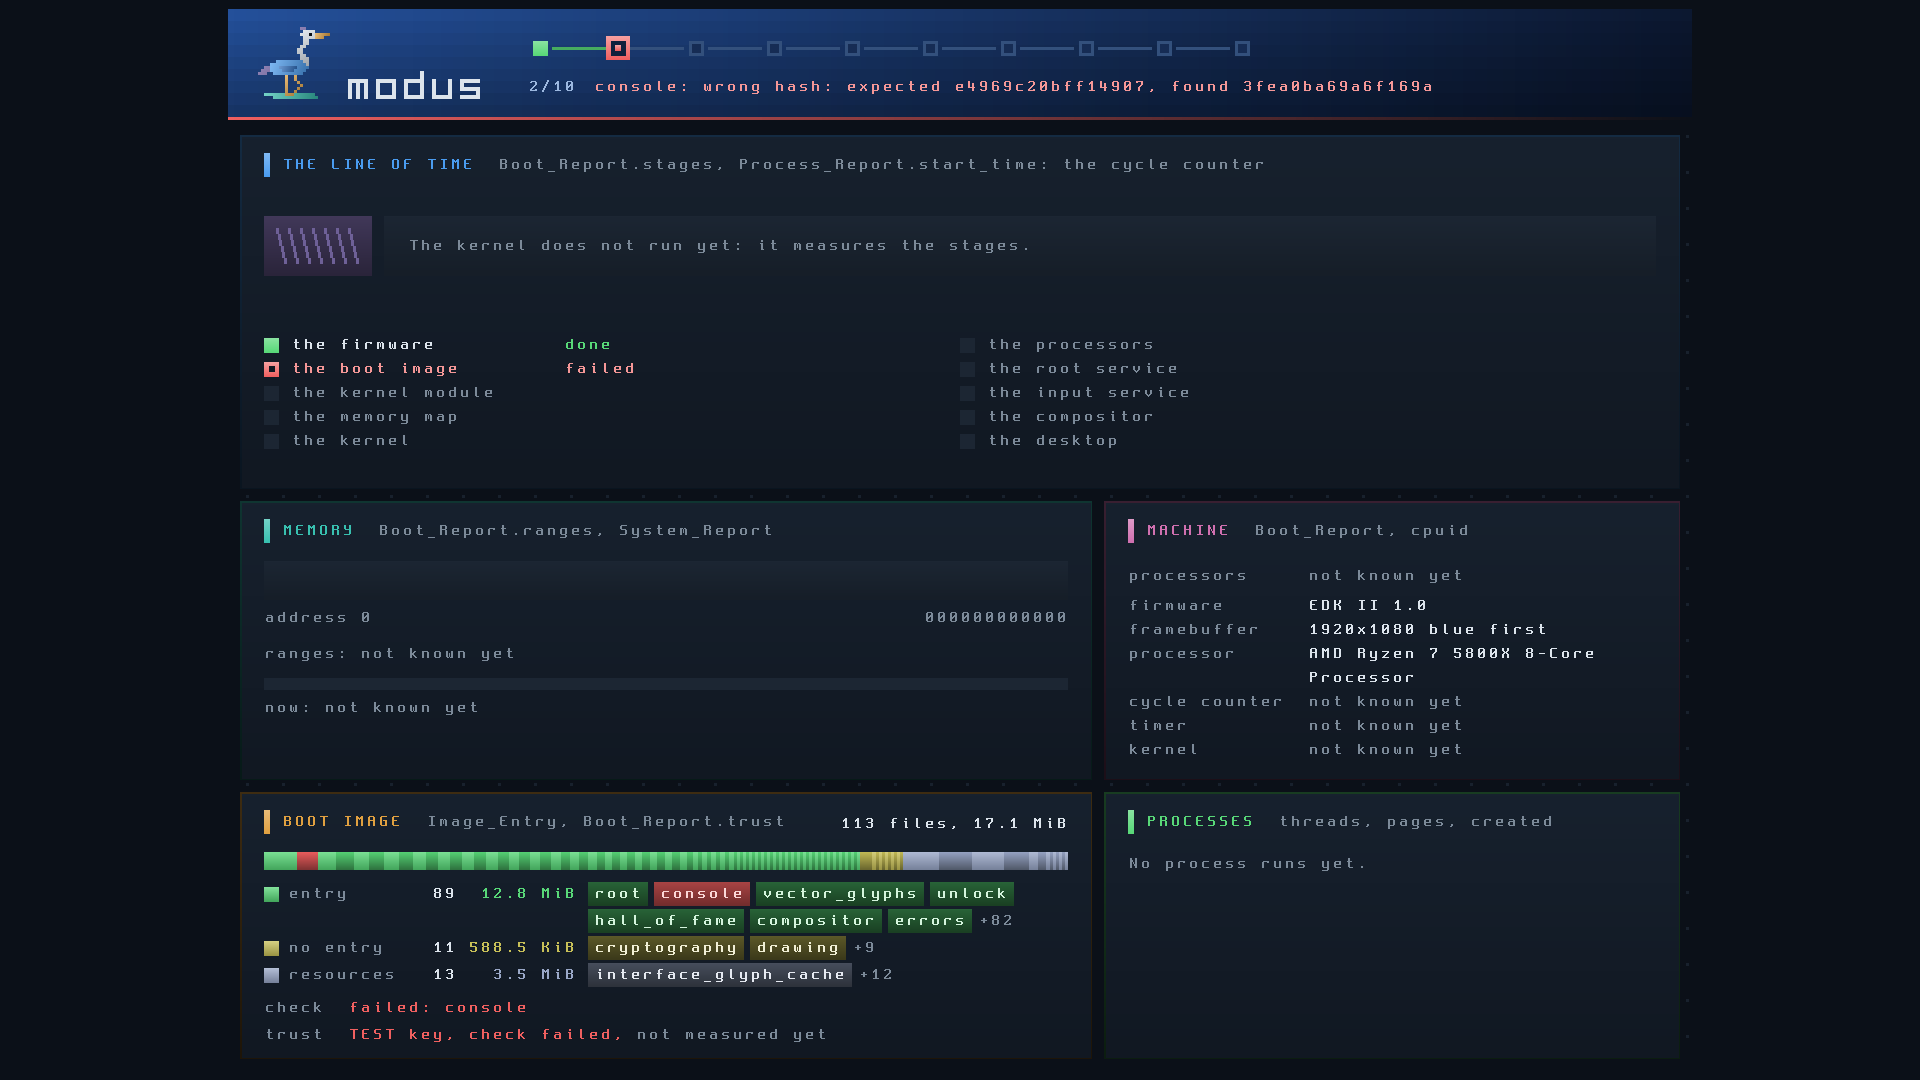 modus
2/10 console: wrong hash: expected e4969c20bff14907, found 3fea0ba69a6f169a
THE LINE OF TIME Boot_Report.stages, Process_Report.start_time: the cycle counter
The kernel does not run yet: it measures the stages.
the firmware done
the boot image failed
the kernel module
the memory map
the kernel
the processors
the root service
the input service
the compositor
the desktop
MEMORY Boot_Report.ranges, System_Report
address 0 000000000000
ranges: not known yet
now: not known yet
MACHINE Boot_Report, cpuid
processors not known yet
firmware EDK II 1.0
framebuffer 1920x1080 blue first
processor AMD Ryzen 7 5800X 8-Core
Processor
cycle counter not known yet
timer not known yet
kernel not known yet
BOOT IMAGE Image_Entry, Boot_Report.trust 113 files, 17.1 MiB
entry 89 12.8 MiB root console vector_glyphs unlock
hall_of_fame compositor errors +82
no entry 11 588.5 KiB cryptography drawing +9
resources 13 3.5 MiB interface_glyph_cache +12
check failed: console
trust TEST key, check failed, not measured yet
PROCESSES threads, pages, created
No process runs yet.